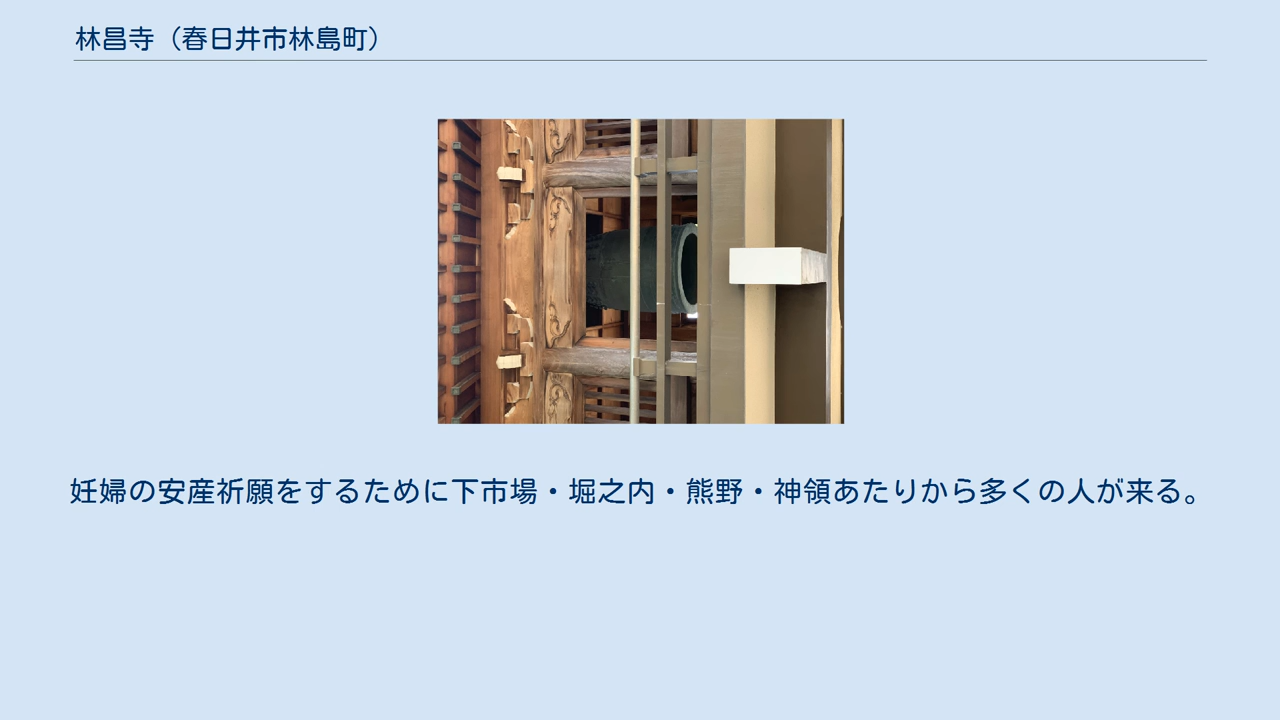 林昌寺（春日井市林島町）
妊婦の安産祈願をするために下市場・堀之内・熊野・神領あたりから多くの人が来る。